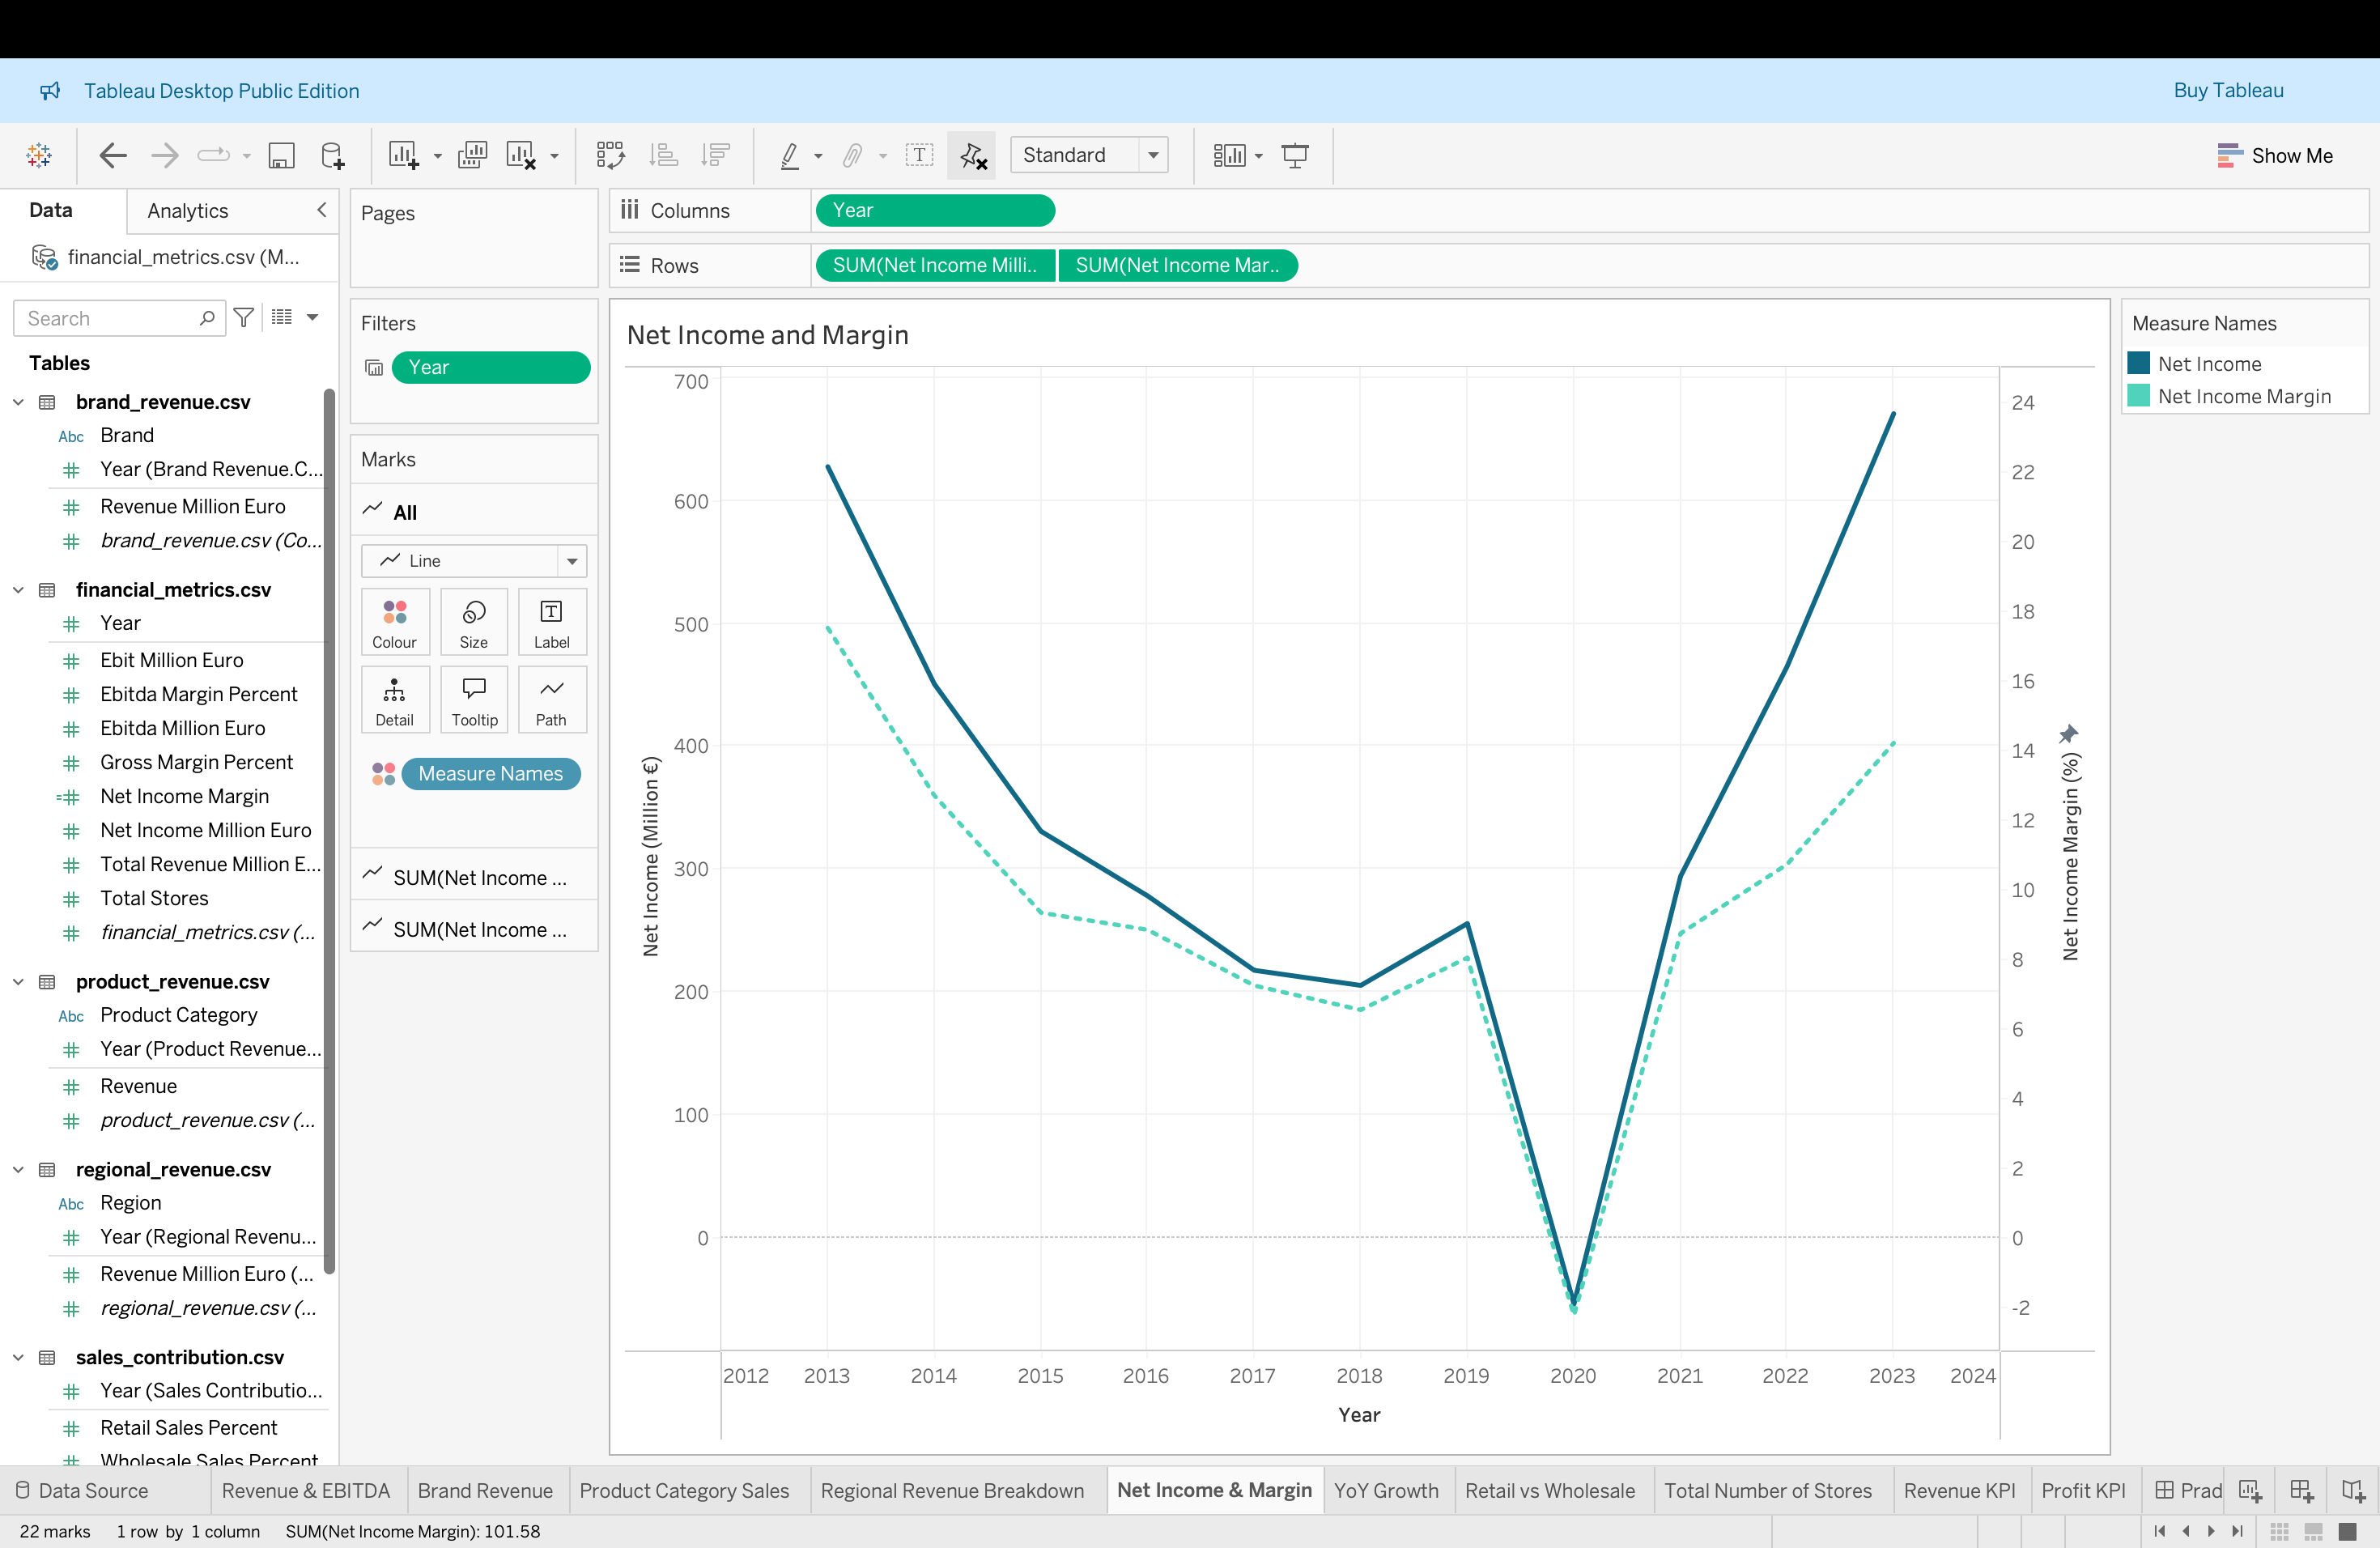 Tableau Desktop Public Edition
Buy Tableau
Standard
Show Me
Data
Analytics
financial_metrics.csv (M...
Search
Tables
brand_revenue.csv
Abc Brand
Year (Brand Revenue.C...
Revenue Million Euro
brand_revenue.csv (Co...
financial_metrics.csv
Year
Ebit Million Euro
Ebitda Margin Percent
Ebitda Million Euro
Gross Margin Percent
Net Income Margin
Net Income Million Euro
Total Revenue Million E...
Total Stores
financial_metrics.csv (...
product_revenue.csv
Abc Product Category
Year (Product Revenue...
Revenue
product_revenue.csv (...
regional_revenue.csv
Abc Region
Year (Regional Revenu...
Revenue Million Euro (...
regional_revenue.csv (...
sales_contribution.csv
Year (Sales Contributio...
Retail Sales Percent
Wholesale Sales Percent
Pages
Filters
Year
Marks
All
Line
Colour
Size
Label
Detail
Tooltip
Path
Measure Names
SUM(Net Income ...
SUM(Net Income ...
Columns
Year
Rows
SUM(Net Income Milli..
SUM(Net Income Mar..
Net Income and Margin
700
600
500
400
300
200
100
0
Net Income (Million €)
24
22
20
18
16
14
12
10
8
6
4
2
0
-2
Net Income Margin (%)
2012 2013 2014 2015 2016 2017 2018 2019 2020 2021 2022 2023 2024
Year
Measure Names
Net Income
Net Income Margin
Data Source
Revenue & EBITDA
Brand Revenue
Product Category Sales
Regional Revenue Breakdown
Net Income & Margin
YoY Growth
Retail vs Wholesale
Total Number of Stores
Revenue KPI
Profit KPI
Prad
22 marks
1 row by 1 column
SUM(Net Income Margin): 101.58